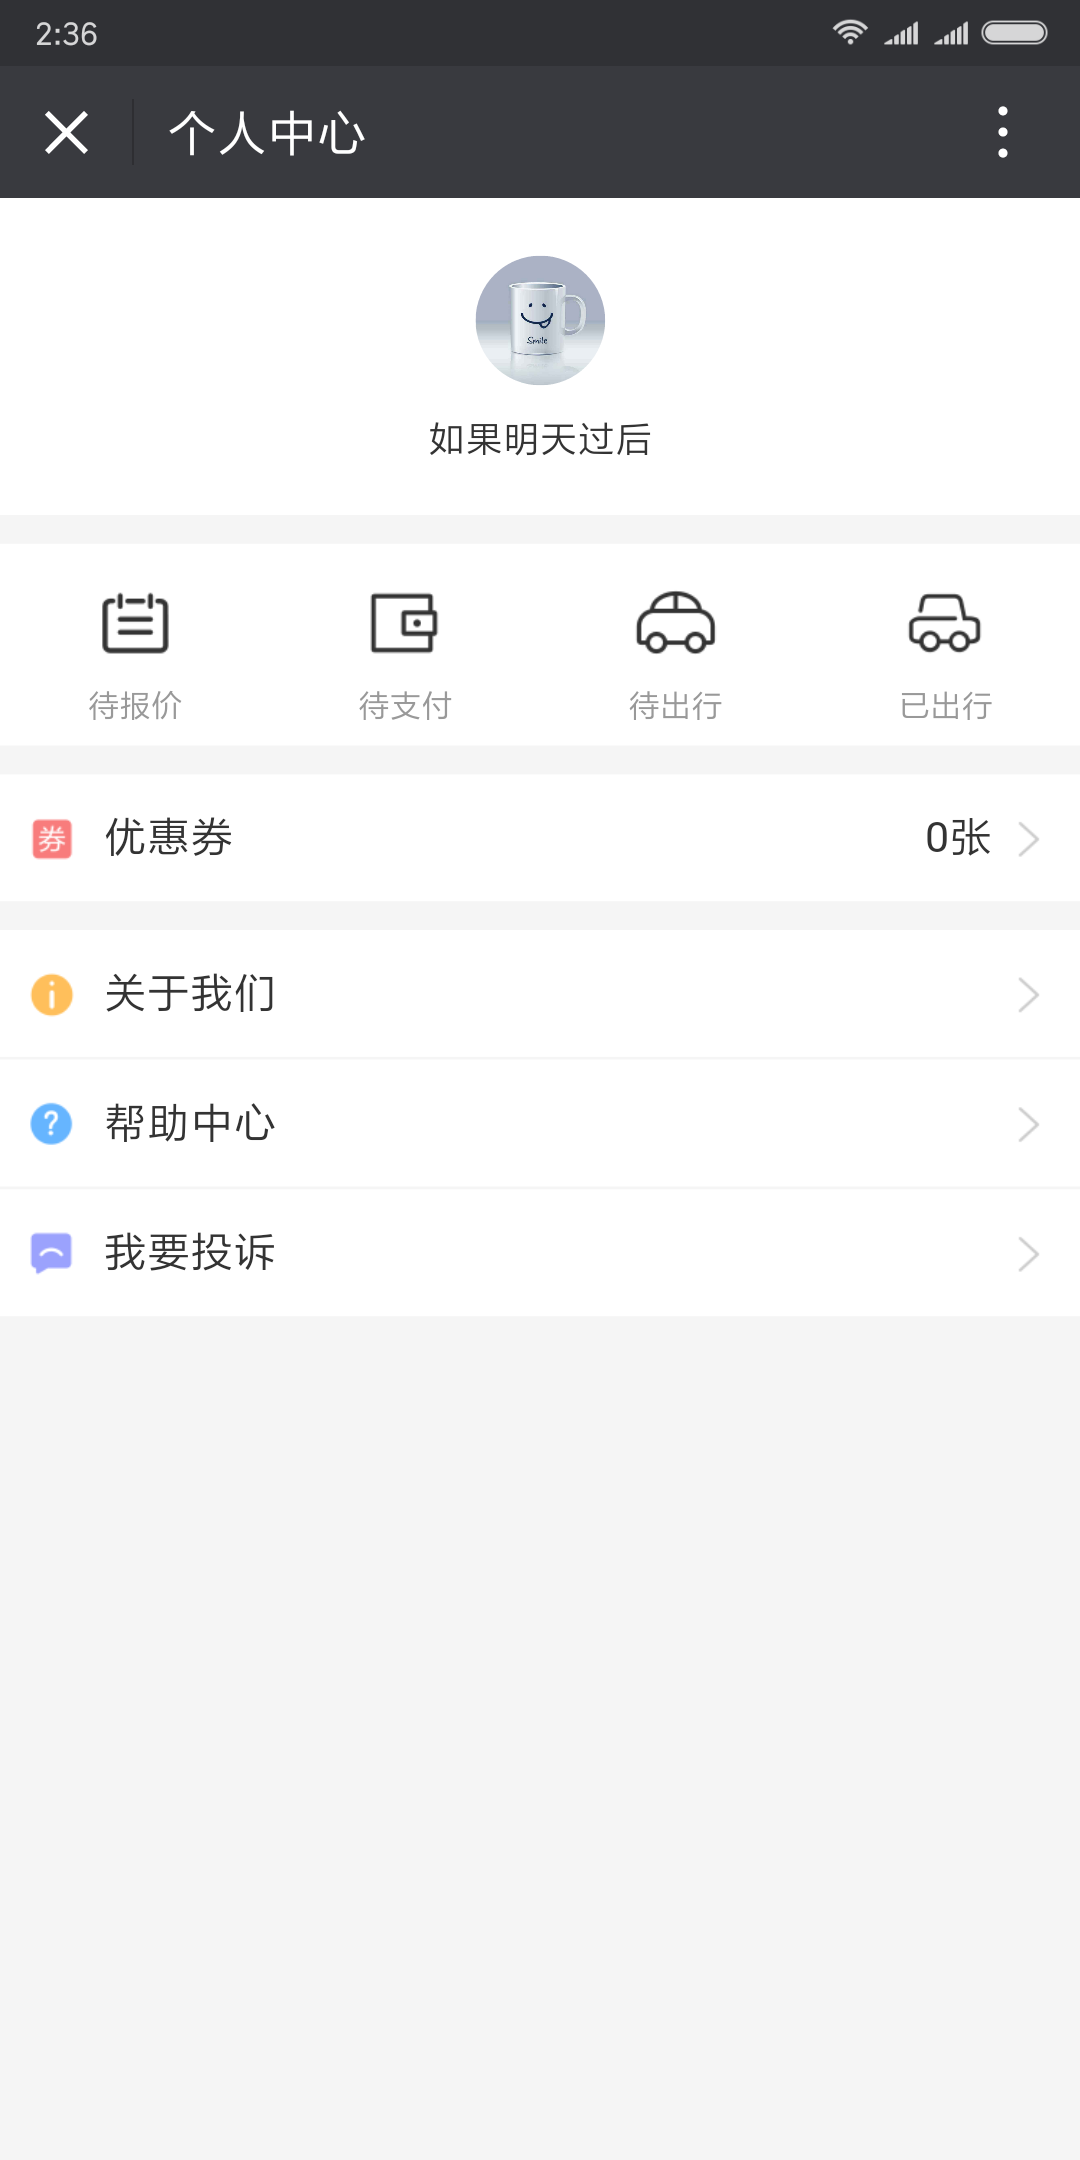 2:36
个人中心
Smile
如果明天过后
待报价 待支付 待出行 已出行
券 优惠券 0张
关于我们
? 帮助中心
我要投诉